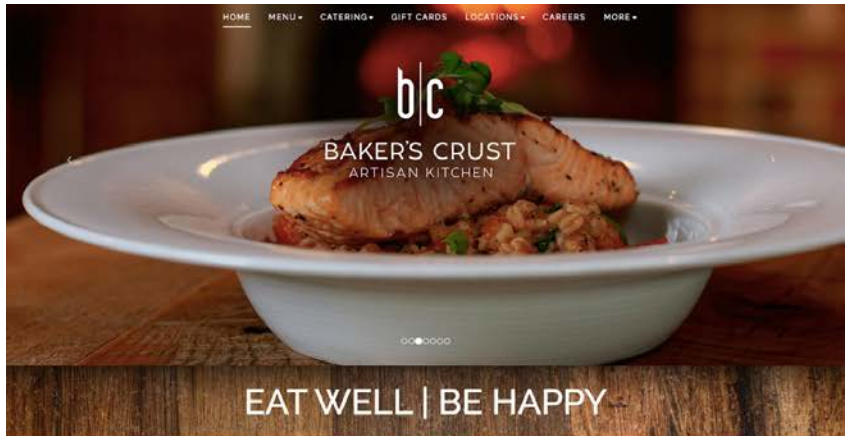 HOME MENU CATERING GIFT CARDS LOCATIONS CAREERS MORE
b|c
BAKER'S CRUST
ARTISAN KITCHEN
EAT WELL | BE HAPPY